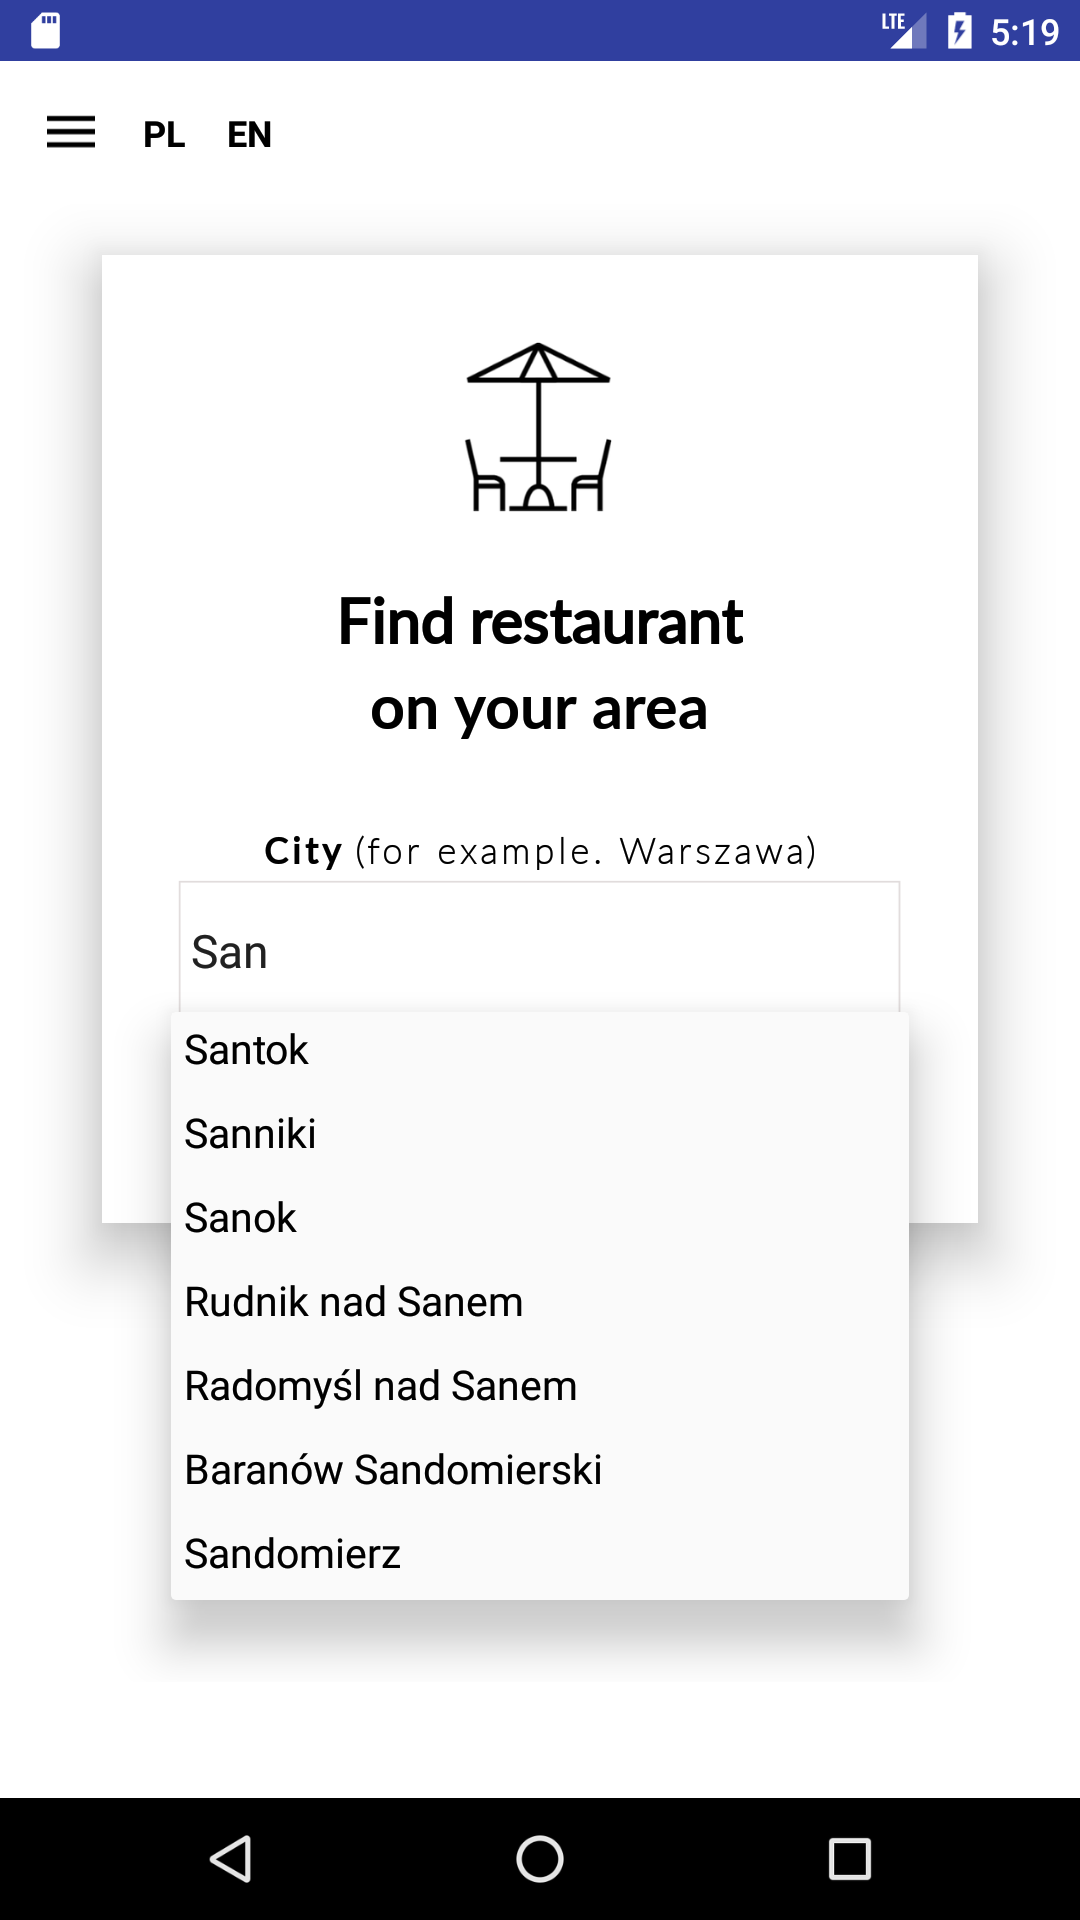 LTE 5:19
PL EN
Find restaurant
on your area
City (for example. Warszawa)
San
Santok
Sanniki
Sanok
Rudnik nad Sanem
Radomyśl nad Sanem
Baranów Sandomierski
Sandomierz